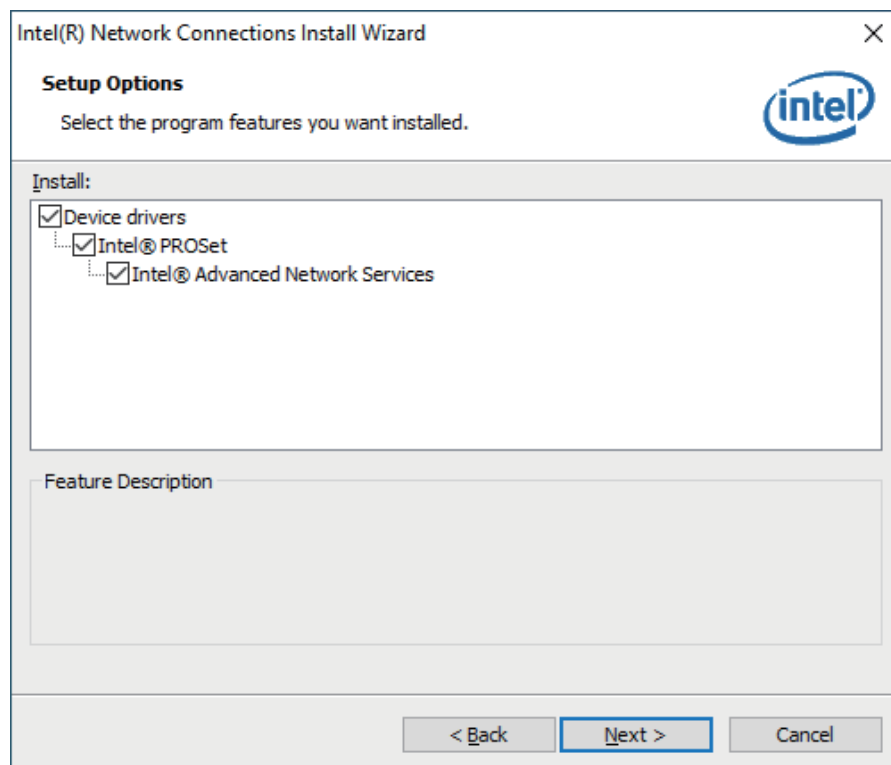 Intel(R) Network Connections Install Wizard
Setup Options
Select the program features you want installed.
intel
Install:
Device drivers
Intel® PROSet
Intel® Advanced Network Services
Feature Description
< Back
Next >
Cancel